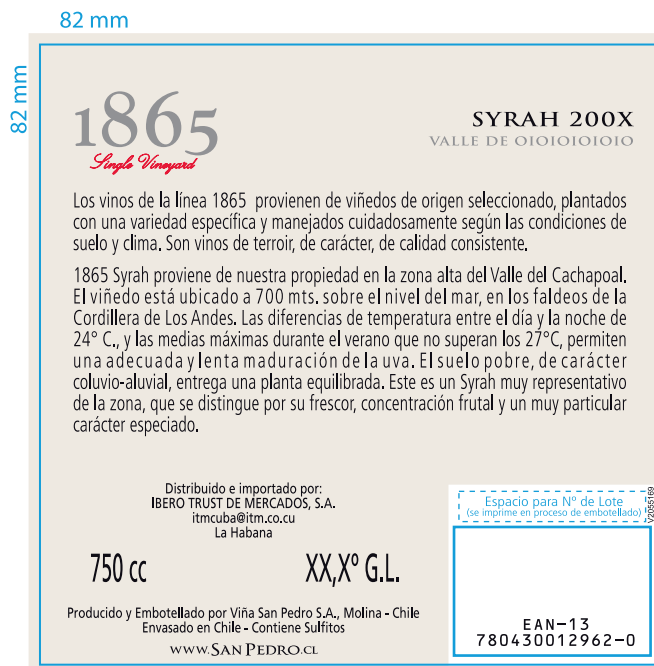 82 mm
82 mm
1865
Single Vineyard
SYRAH 200X
VALLE DE OIOIOIOIOIO
Los vinos de la línea 1865 provienen de viñedos de origen seleccionado, plantados
con una variedad específica y manejados cuidadosamente según las condiciones de
suelo y clima. Son vinos de terroir, de carácter, de calidad consistente.
1865 Syrah proviene de nuestra propiedad en la zona alta del Valle del Cachapoal.
El viñedo está ubicado a 700 mts. sobre el nivel del mar, en los faldeos de la
Cordillera de Los Andes. Las diferencias de temperatura entre el día y la noche de
24° C., y las medias máximas durante el verano que no superan los 27°C, permiten
una adecuada y lenta maduración de la uva. El suelo pobre, de carácter
coluvio-aluvial, entrega una planta equilibrada. Este es un Syrah muy representativo
de la zona, que se distingue por su frescor, concentración frutal y un muy particular
carácter especiado.
Distribuido e importado por:
IBERO TRUST DE MERCADOS, S.A.
itmcuba@itm.co.cu
La Habana
750 cc
XX,Xº G.L.
Producido y Embotellado por Viña San Pedro S.A., Molina - Chile
Envasado en Chile - Contiene Sulfitos
WWW.SAN PEDRO.CL
Espacio para Nº de Lote
(se imprime en proceso de embotellado)
V2055169
EAN-13
780430012962-0